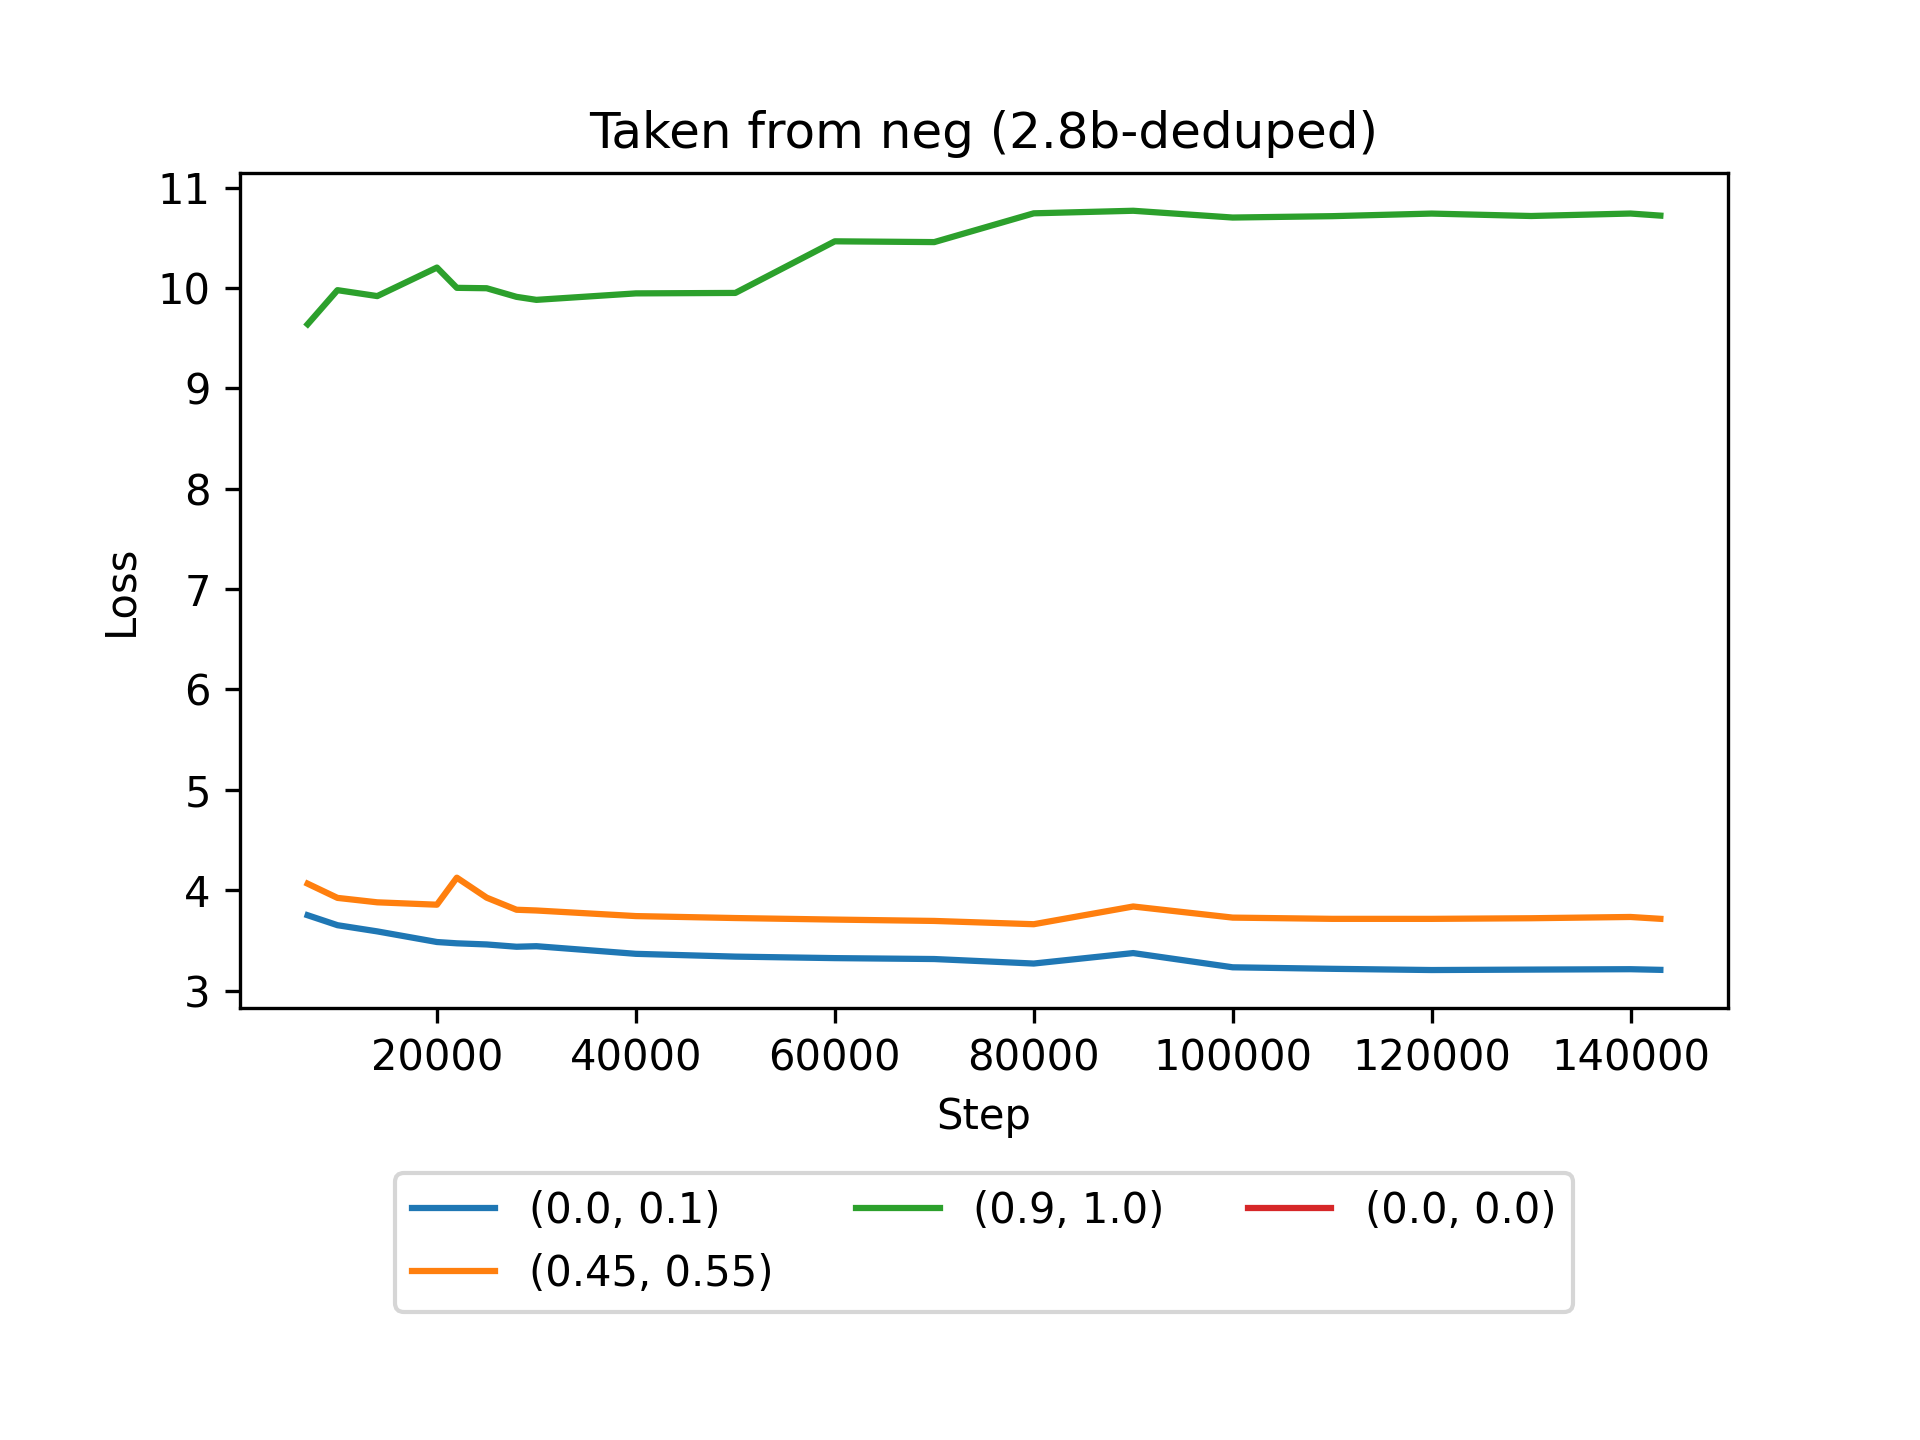 Taken from neg (2.8b-deduped)
11
10
9
8
7
6
5
4
3
Loss
20000 40000 60000 80000 100000 120000 140000
Step
(0.0, 0.1) (0.9, 1.0) (0.0, 0.0)
(0.45, 0.55)